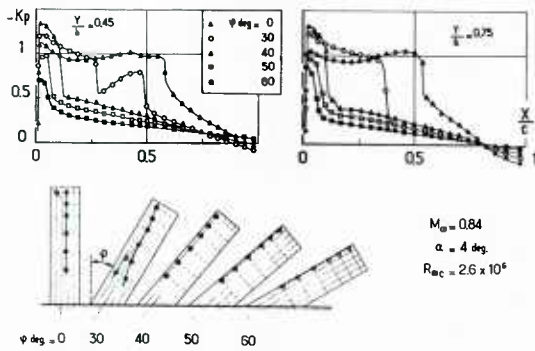 -Kp
Y/b = 0,45
φ deg = 0
30
40
50
60
1
0.5
0
0
0.5
Y/b = 0,75
0
0.5
1
X/c
φ
M∞ = 0,84
α = 4 deg.
R∞c = 2.6 x 10⁶
φ deg. = 0 30 40 50 60